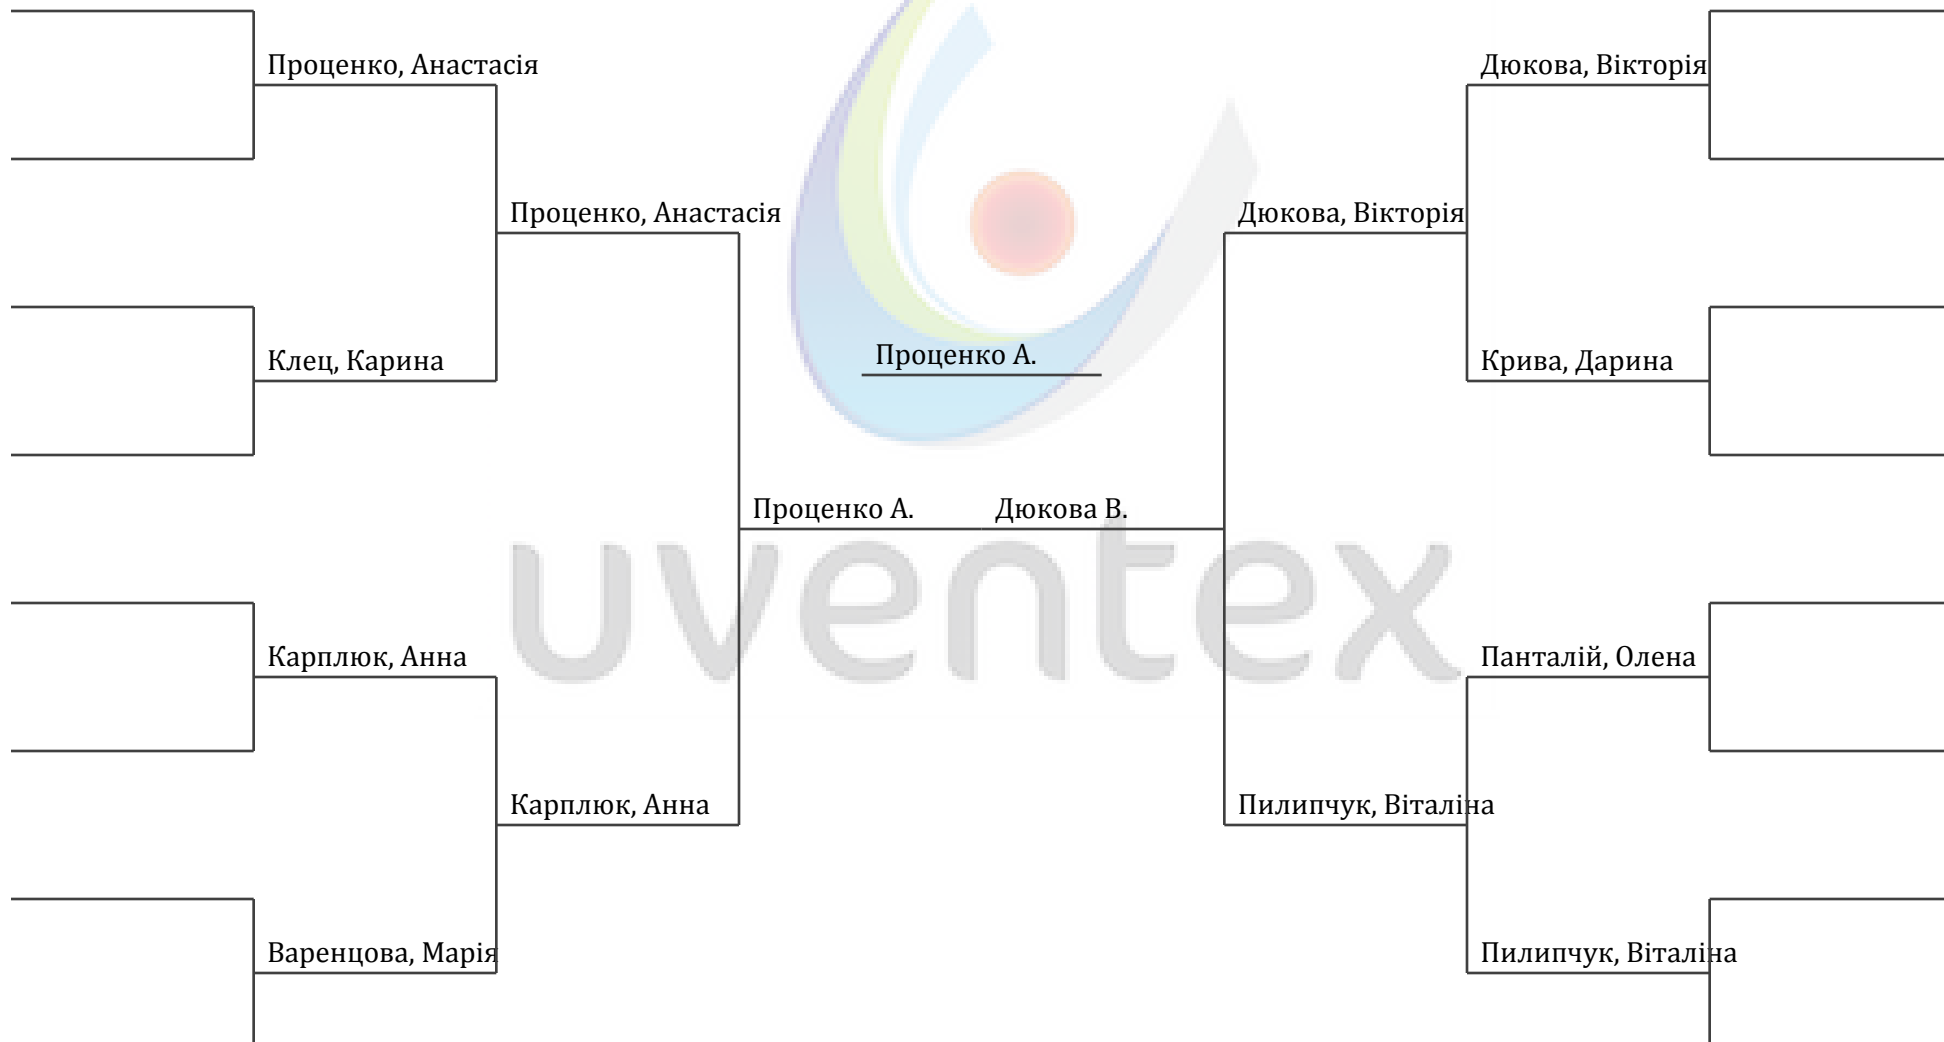 Проценко, Анастасія
Дюкова, Вікторія
Проценко, Анастасія
Дюкова, Вікторія
Проценко А.
Клец, Карина
Крива, Дарина
Проценко А.
Дюкова В.
uventex
Карплюк, Анна
Панталій, Олена
Карплюк, Анна
Пилипчук, Віталіна
Варенцова, Марія
Пилипчук, Віталіна